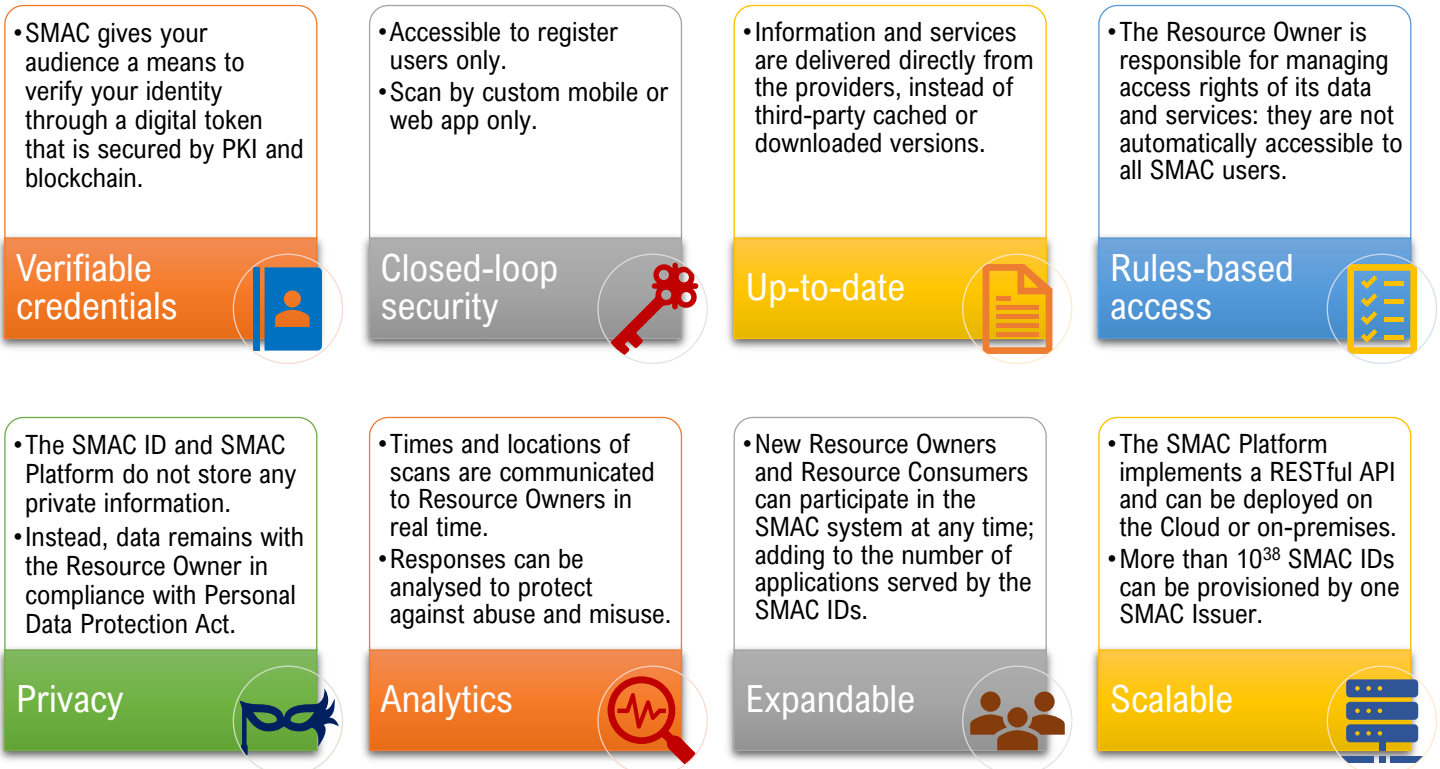 •SMAC gives your
audience a means to
verify your identity
through a digital token
that is secured by PKI and
blockchain.
Verifiable
credentials
•Accessible to register
users only.
•Scan by custom mobile or
web app only.
Closed-loop
security
•Information and services
are delivered directly from
the providers, instead of
third-party cached or
downloaded versions.
Up-to-date
•The Resource Owner is
responsible for managing
access rights of its data
and services: they are not
automatically accessible to
all SMAC users.
Rules-based
access
•The SMAC ID and SMAC
Platform do not store any
private information.
•Instead, data remains with
the Resource Owner in
compliance with Personal
Data Protection Act.
Privacy
•Times and locations of
scans are communicated
to Resource Owners in
real time.
•Responses can be
analysed to protect
against abuse and misuse.
Analytics
•New Resource Owners
and Resource Consumers
can participate in the
SMAC system at any time;
adding to the number of
applications served by the
SMAC IDs.
Expandable
•The SMAC Platform
implements a RESTful API
and can be deployed on
the Cloud or on-premises.
•More than 10³⁸ SMAC IDs
can be provisioned by one
SMAC Issuer.
Scalable